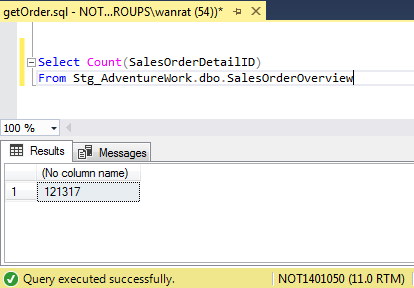 getOrder.sql - NOT...ROUPS\wanrat (54))*
Select Count(SalesOrderDetailID)
From Stg_AdventureWork.dbo.SalesOrderOverview
100 %
Results Messages
(No column name)
1 121317
Query executed successfully. NOT1401050 (11.0 RTM)